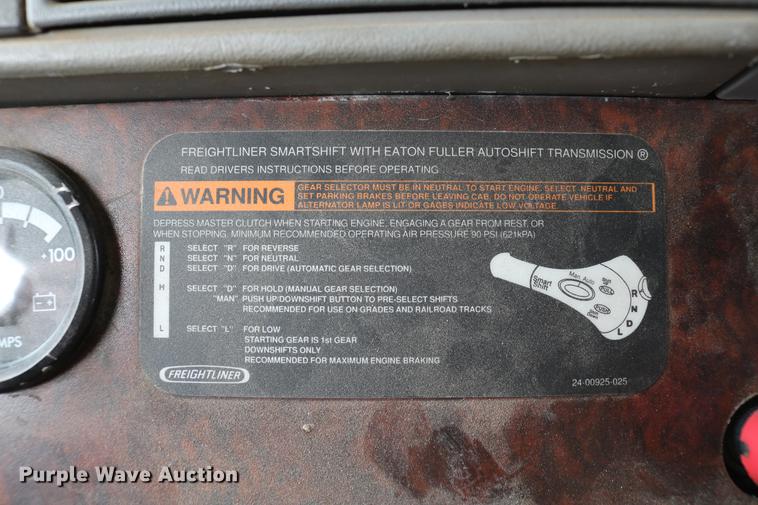 FREIGHTLINER SMARTSHIFT WITH EATON FULLER AUTOSHIFT TRANSMISSION ®
READ DRIVERS INSTRUCTIONS BEFORE OPERATING
WARNING
GEAR SELECTOR MUST BE IN NEUTRAL TO START ENGINE. SELECT NEUTRAL AND
SET PARKING BRAKES BEFORE LEAVING CAB. DO NOT OPERATE VEHICLE IF
ALTERNATOR LAMP IS LIT OR GAGES INDICATE LOW VOLTAGE.
DEPRESS MASTER CLUTCH WHEN STARTING ENGINE, ENGAGING A GEAR FROM REST, OR
WHEN STOPPING. MINIMUM RECOMMENDED OPERATING AIR PRESSURE 90 PSI (621kPA)
R SELECT "R" FOR REVERSE
N SELECT "N" FOR NEUTRAL
D SELECT "D" FOR DRIVE (AUTOMATIC GEAR SELECTION)
H SELECT "D" FOR HOLD (MANUAL GEAR SELECTION)
"MAN" PUSH UP/DOWNSHIFT BUTTON TO PRE-SELECT SHIFTS
RECOMMENDED FOR USE ON GRADES AND RAILROAD TRACKS
L SELECT "L" FOR LOW
STARTING GEAR IS 1st GEAR
DOWNSHIFTS ONLY
RECOMMENDED FOR MAXIMUM ENGINE BRAKING
Smart
Shift
Man. Auto
PULL
PUSH
R
N
D
L
FREIGHTLINER
24-00925-025
+100
MPS
Purple Wave Auction